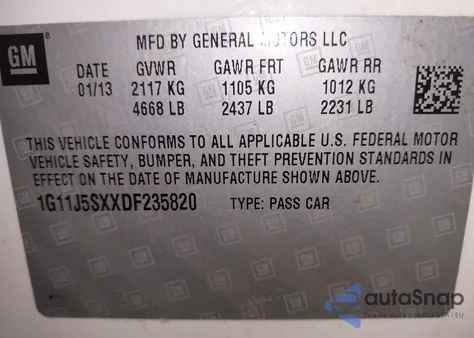 GM
MFD BY GENERAL MOTORS LLC
DATE GVWR GAWR FRT GAWR RR
01/13 2117 KG 1105 KG 1012 KG
4668 LB 2437 LB 2231 LB
THIS VEHICLE CONFORMS TO ALL APPLICABLE U.S. FEDERAL MOTOR
VEHICLE SAFETY, BUMPER, AND THEFT PREVENTION STANDARDS IN
EFFECT ON THE DATE OF MANUFACTURE SHOWN ABOVE.
1G11J5SXXDF235820 TYPE: PASS CAR
autoSnap